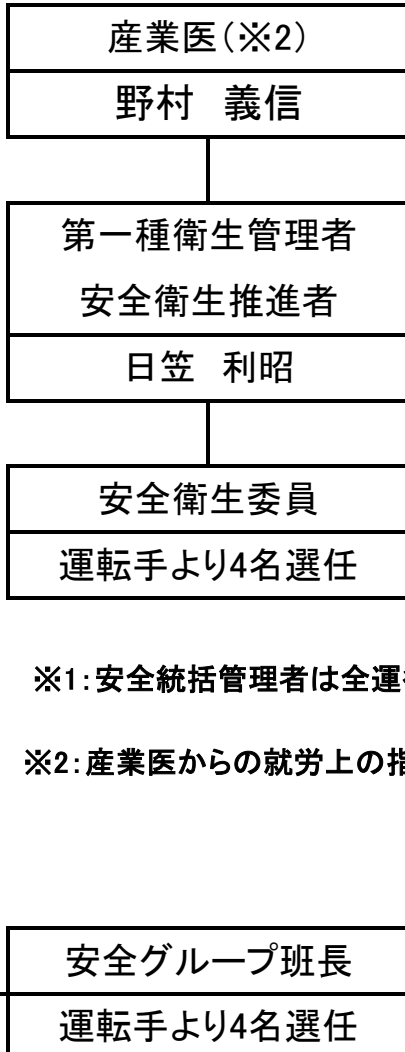 産業医(※2)
野村 義信
第一種衛生管理者
安全衛生推進者
日笠 利昭
安全衛生委員
運転手より4名選任
※1:安全統括管理者は全運
※2:産業医からの就労上の指
安全グループ班長
運転手より4名選任